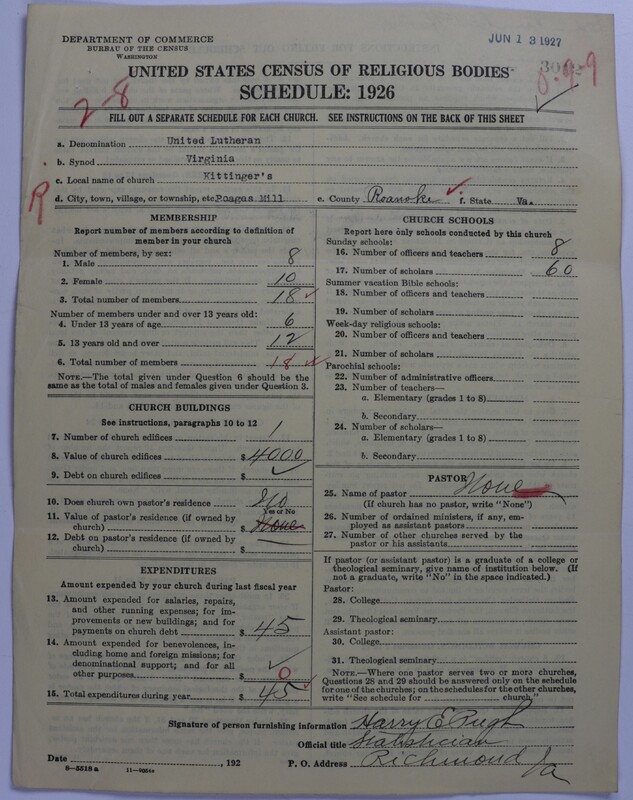 DEPARTMENT OF COMMERCE
BUREAU OF THE CENSUS
WASHINGTON
JUN 13 1927
UNITED STATES CENSUS OF RELIGIOUS BODIES
SCHEDULE: 1926
2-8
FILL OUT A SEPARATE SCHEDULE FOR EACH CHURCH. SEE INSTRUCTIONS ON THE BACK OF THIS SHEET
a. Denomination United Lutheran
b. Synod Virginia
c. Local name of church Kittinger's
R
d. City, town, village, or township, etc. Poages Mill e. County Roanoke f. State Va.
MEMBERSHIP
Report number of members according to definition of
member in your church
Number of members, by sex:
1. Male 8
2. Female 10
3. Total number of members 18
Number of members under and over 13 years old:
4. Under 13 years of age 6
5. 13 years old and over 12
6. Total number of members 18
NOTE.—The total given under Question 6 should be the
same as the total of males and females given under Question 3.
CHURCH BUILDINGS
See instructions, paragraphs 10 to 12
7. Number of church edifices 1
8. Value of church edifices $ 4000
9. Debt on church edifices $
10. Does church own pastor's residence No
Yes or No
11. Value of pastor's residence (if owned by
church) $ None
12. Debt on pastor's residence (if owned by
church) $
EXPENDITURES
Amount expended by your church during last fiscal year
13. Amount expended for salaries, repairs,
and other running expenses; for im-
provements or new buildings; and for
payments on church debt $ 45
14. Amount expended for benevolences, in-
cluding home and foreign missions; for
denominational support; and for all
other purposes $ 0
15. Total expenditures during year $ 45
CHURCH SCHOOLS
Report here only schools conducted by this church
Sunday schools:
16. Number of officers and teachers 8
17. Number of scholars 60
Summer vacation Bible schools:
18. Number of officers and teachers
19. Number of scholars
Week-day religious schools:
20. Number of officers and teachers
21. Number of scholars
Parochial schools:
22. Number of administrative officers
23. Number of teachers—
a. Elementary (grades 1 to 8)
b. Secondary
24. Number of scholars—
a. Elementary (grades 1 to 8)
b. Secondary
PASTOR
25. Name of pastor None
(If church has no pastor, write "None")
26. Number of ordained ministers, if any, em-
ployed as assistant pastors
27. Number of other churches served by the
pastor or his assistants
If pastor (or assistant pastor) is a graduate of a college or
theological seminary, give name of institution below. (If
not a graduate, write "No" in the space indicated.)
Pastor:
28. College
29. Theological seminary
Assistant pastor:
30. College
31. Theological seminary
NOTE.—Where one pastor serves two or more churches,
Questions 28 and 29 should be answered only on the schedule
for one of the churches; on the schedules for the other churches,
write "See schedule for church."
Signature of person furnishing information Harry E Pugh
Official title Statistician
Date , 192 P. O. Address Richmond Va
8—5518 a